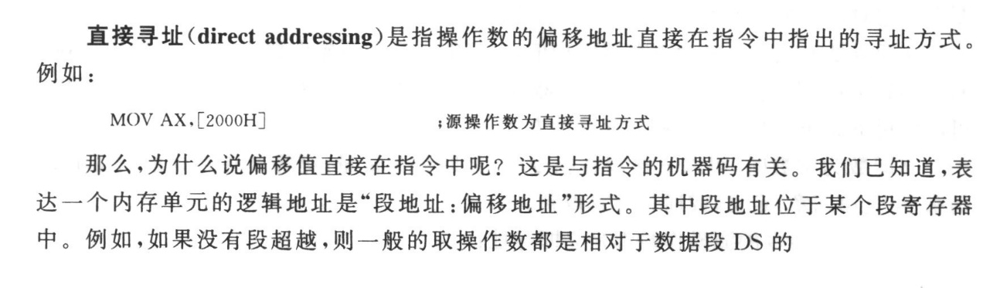 直接寻址(direct addressing)是指操作数的偏移地址直接在指令中指出的寻址方式。
例如：
MOV AX,[2000H] ;源操作数为直接寻址方式
那么,为什么说偏移值直接在指令中呢？这是与指令的机器码有关。我们已知道,表
达一个内存单元的逻辑地址是“段地址:偏移地址”形式。其中段地址位于某个段寄存器
中。例如,如果没有段超越,则一般的取操作数都是相对于数据段 DS 的